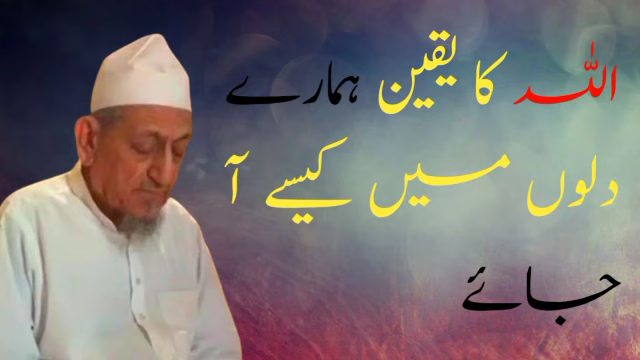 اللہ کا یقین ہمارے
دلوں میں کیسے آ
جائے